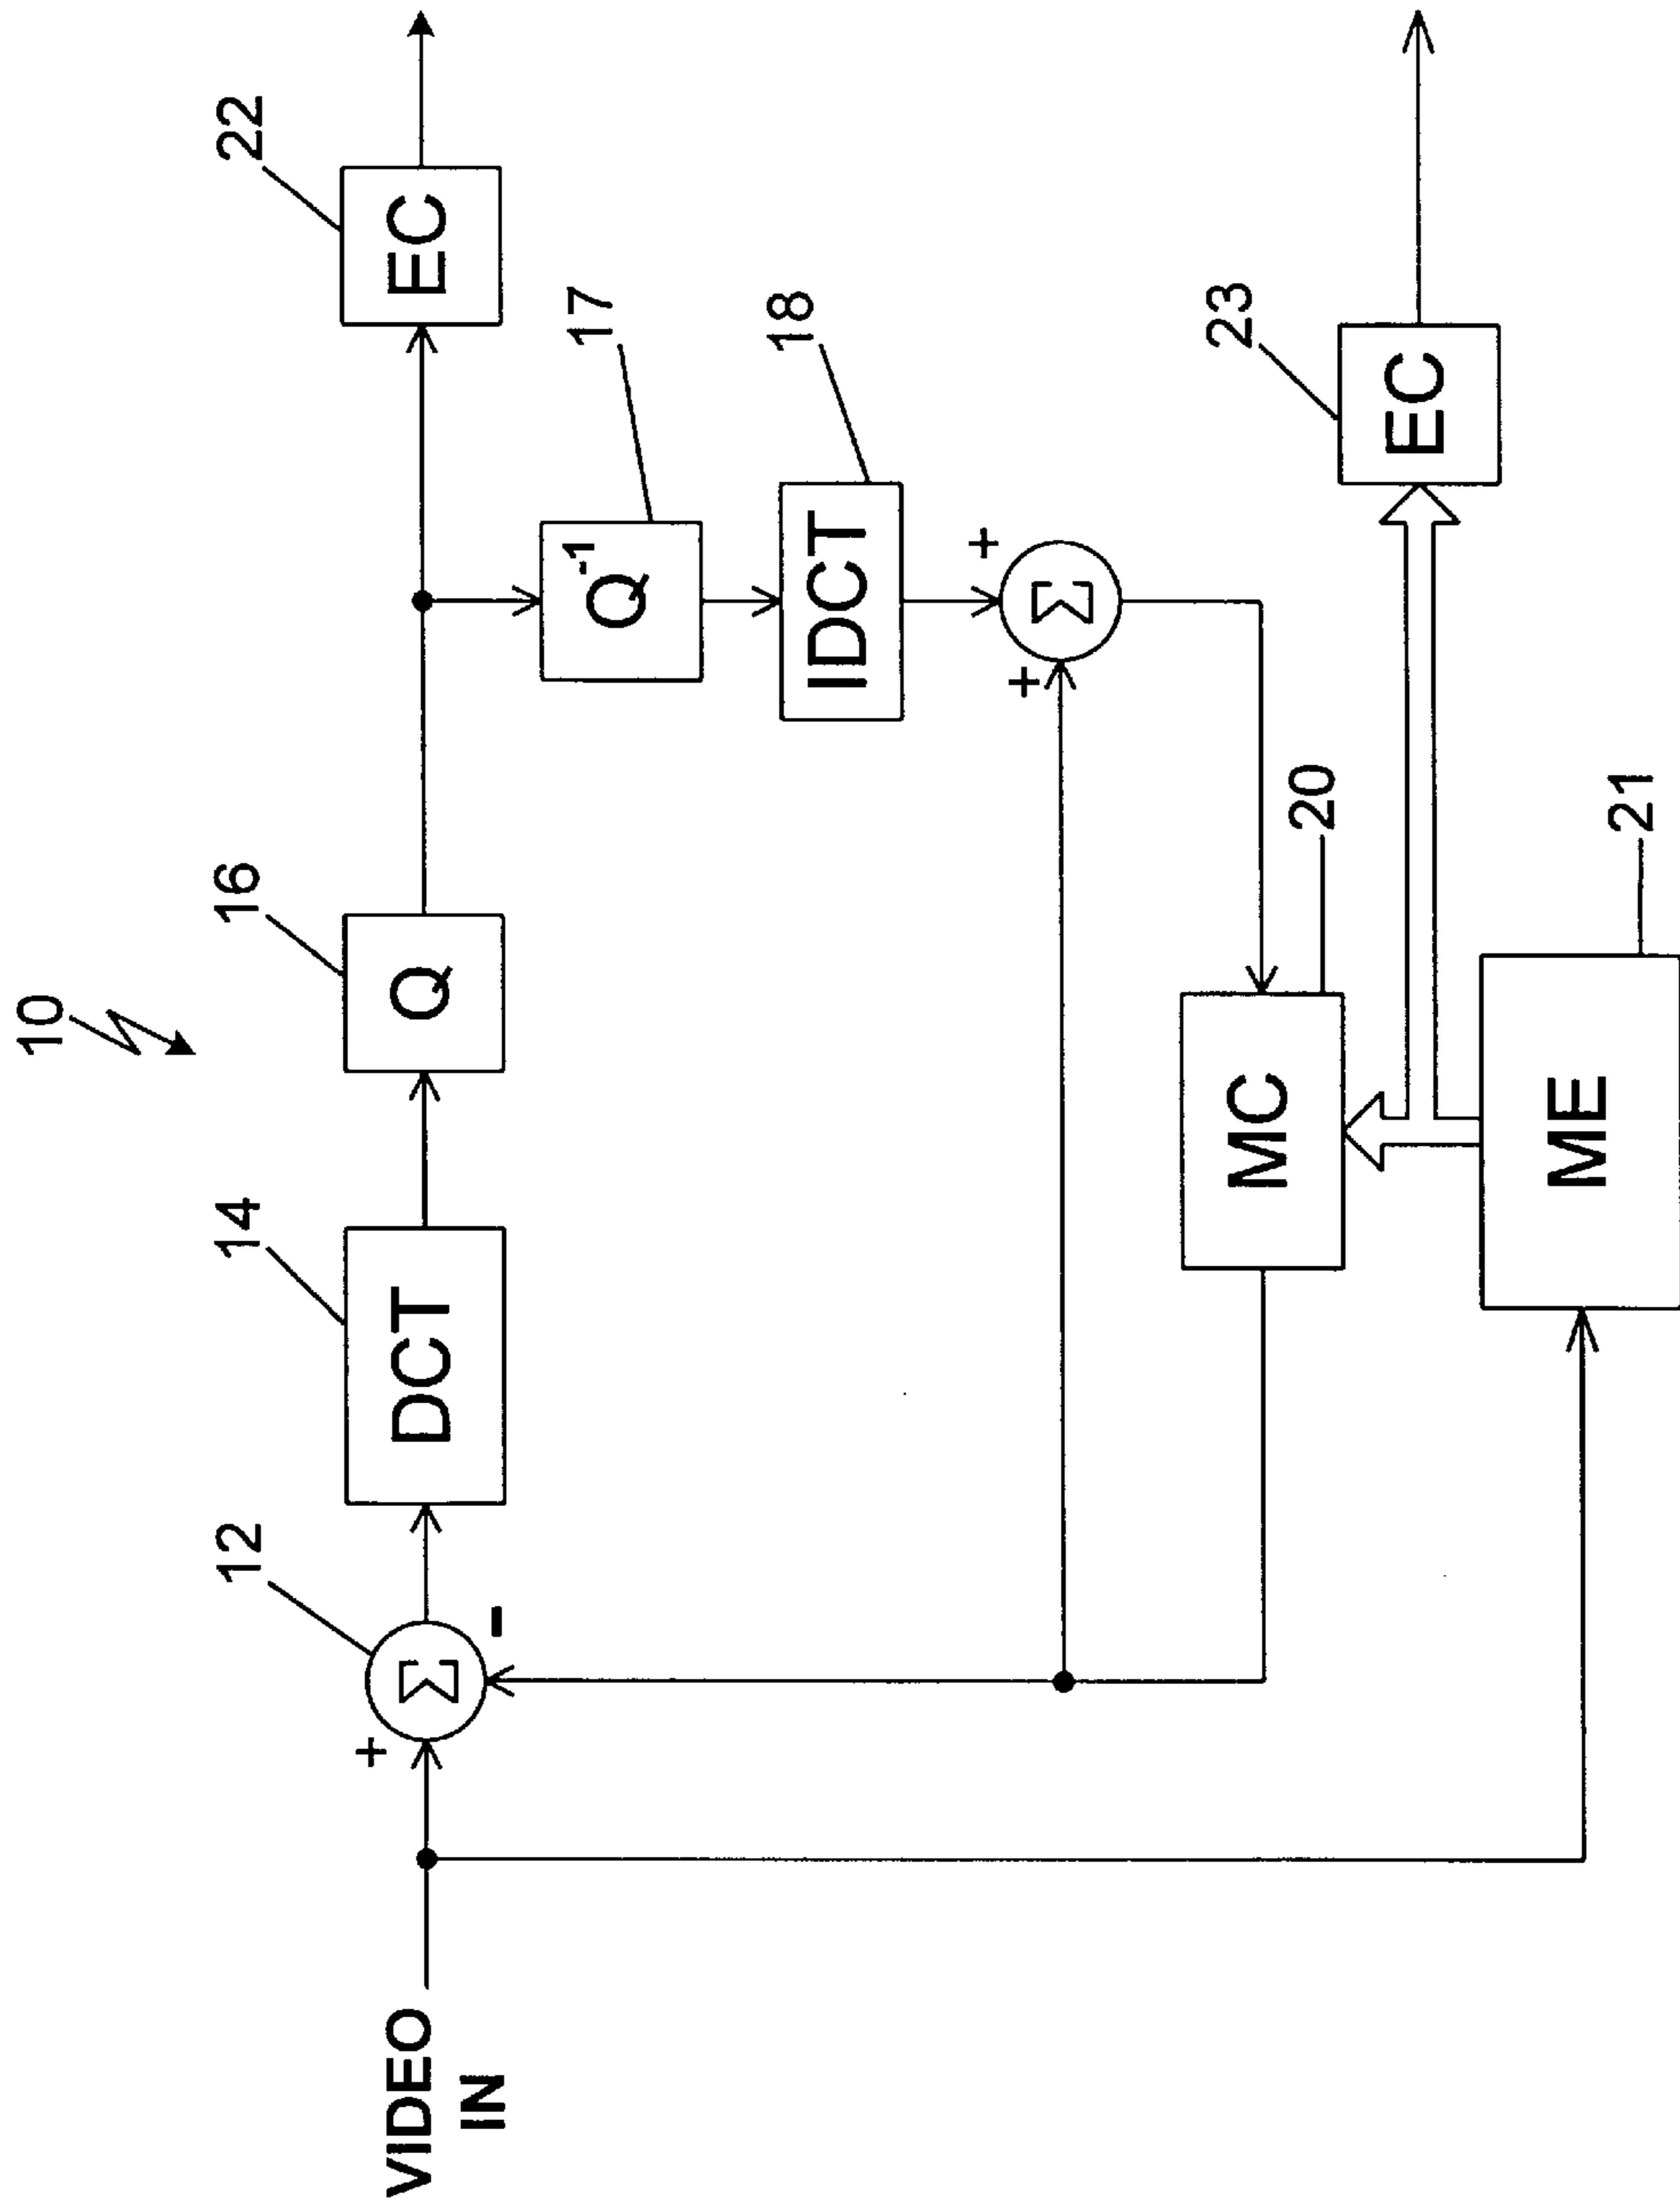 10
12
14
16
22
VIDEO
IN
+
Σ
-
DCT
Q
EC
17
Q⁻¹
18
IDCT
+
+
Σ
20
MC
23
EC
21
ME